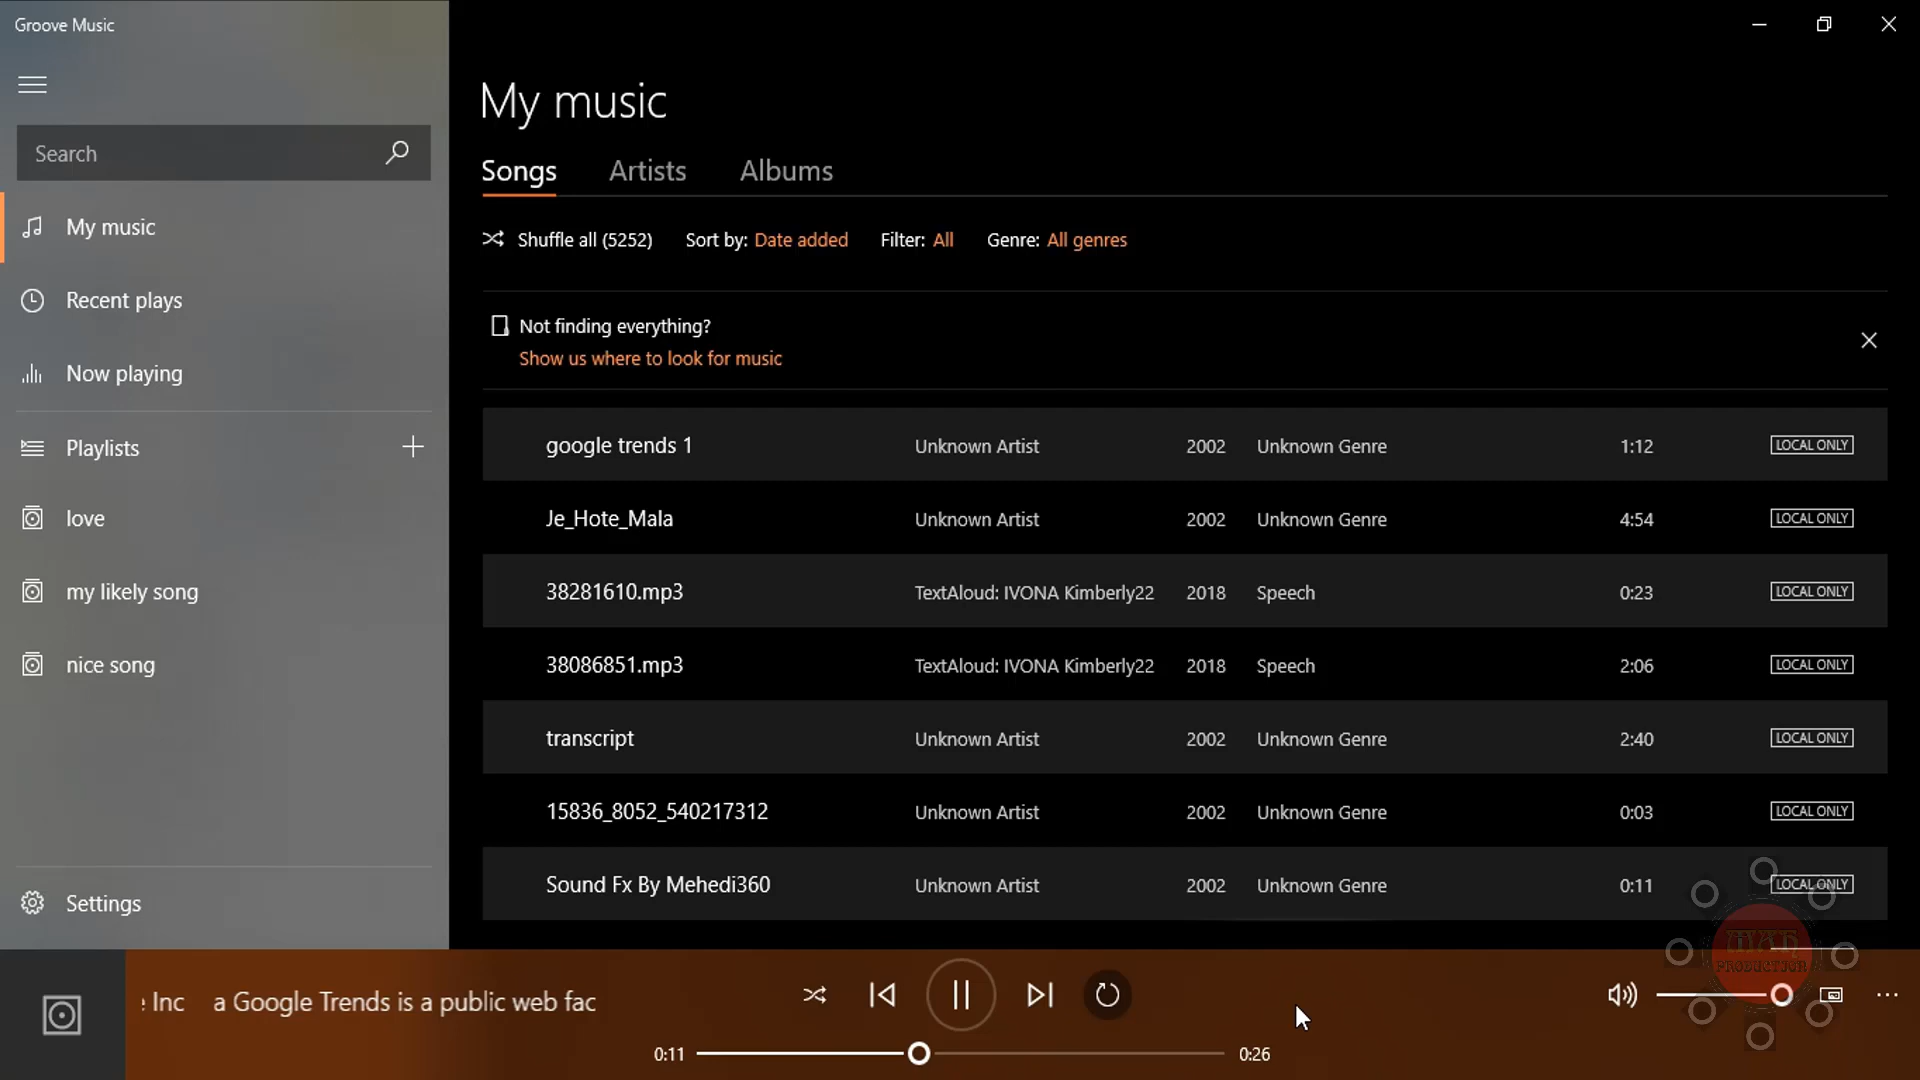 Groove Music
Search
My music
Recent plays
Now playing
Playlists
love
my likely song
nice song
Settings
My music
Songs Artists Albums
Shuffle all (5252) Sort by: Date added Filter: All Genre: All genres
Not finding everything?
Show us where to look for music
google trends 1 Unknown Artist 2002 Unknown Genre 1:12 LOCAL ONLY
Je_Hote_Mala Unknown Artist 2002 Unknown Genre 4:54 LOCAL ONLY
38281610.mp3 TextAloud: IVONA Kimberly22 2018 Speech 0:23 LOCAL ONLY
38086851.mp3 TextAloud: IVONA Kimberly22 2018 Speech 2:06 LOCAL ONLY
transcript Unknown Artist 2002 Unknown Genre 2:40 LOCAL ONLY
15836_8052_540217312 Unknown Artist 2002 Unknown Genre 0:03 LOCAL ONLY
Sound Fx By Mehedi360 Unknown Artist 2002 Unknown Genre 0:11 LOCAL ONLY
MAH
PRODUCTION
Inc a Google Trends is a public web fac
0:11 0:26